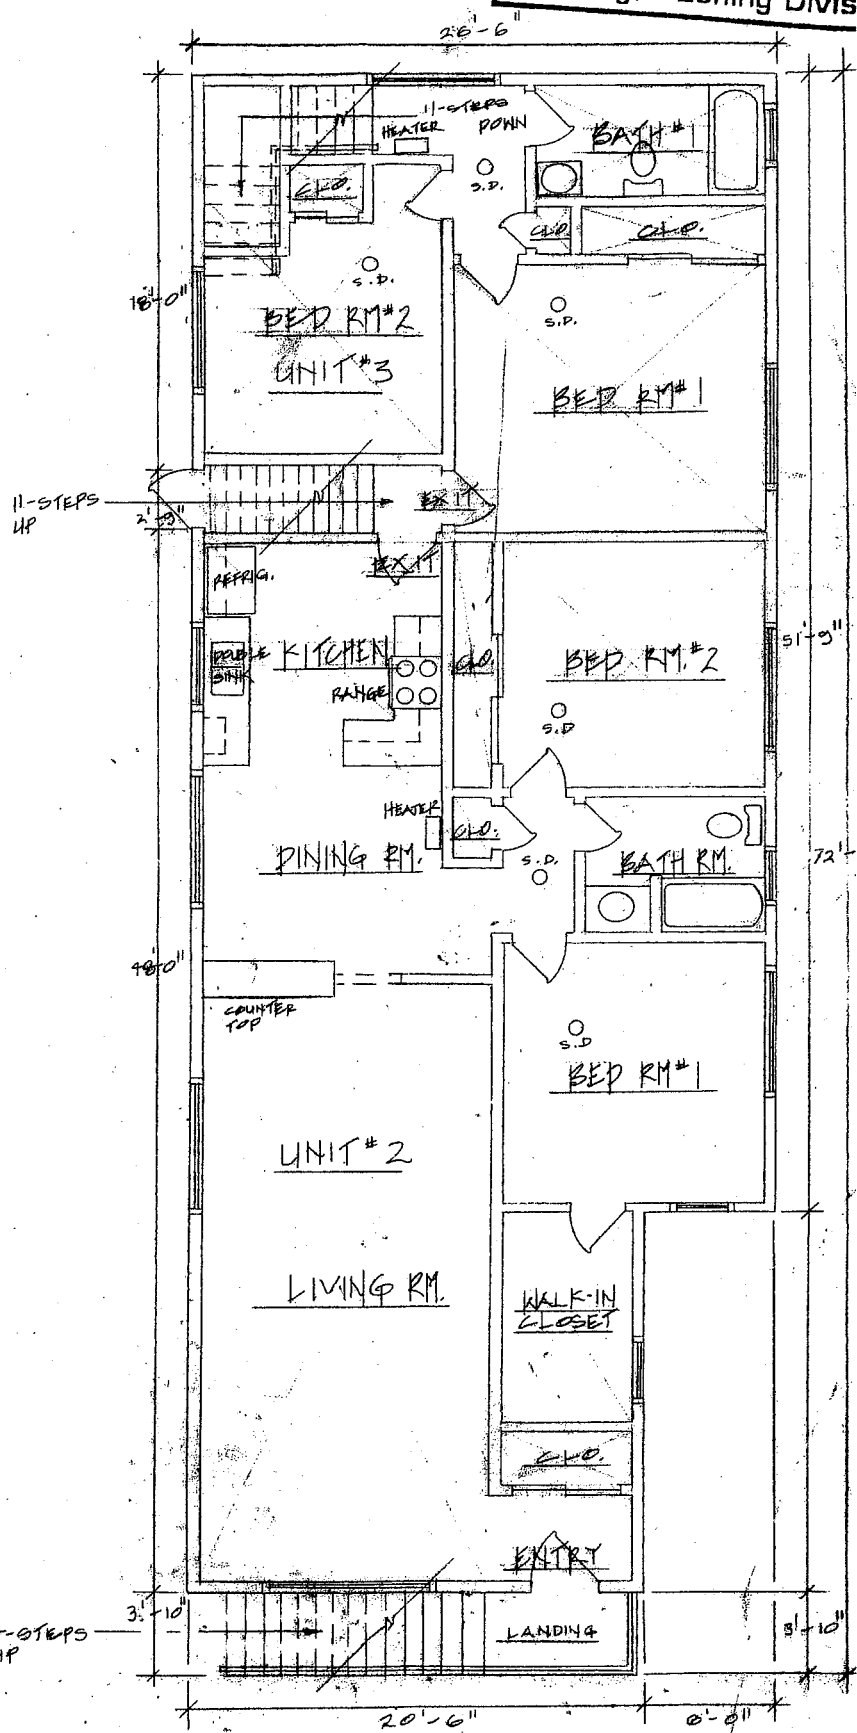 Zoning Divis
26'-6"
11-STEPS
DOWN
HEATER
BATH #1
CLO.
S.D.
CLO.
CLO.
S.D.
18'-0"
BED RM#2
S.D.
UNIT #3
BED RM#1
11-STEPS
UP
EXIT
2'-9"
EXIT
REFRIG.
51'-9"
DOUBLE
SINK
KITCHEN
CLO.
BED RM.#2
RANGE
S.D
HEATER
CLO.
DINING RM.
S.D.
BATH RM.
72'-
48'-0"
COUNTER
TOP
S.D
BED RM#1
UNIT #2
LIVING RM.
WALK-IN
CLOSET
CLO.
ENTRY
3'-10"
-STEPS
UP
LANDING
3'-10"
20'-6"
6'-0"